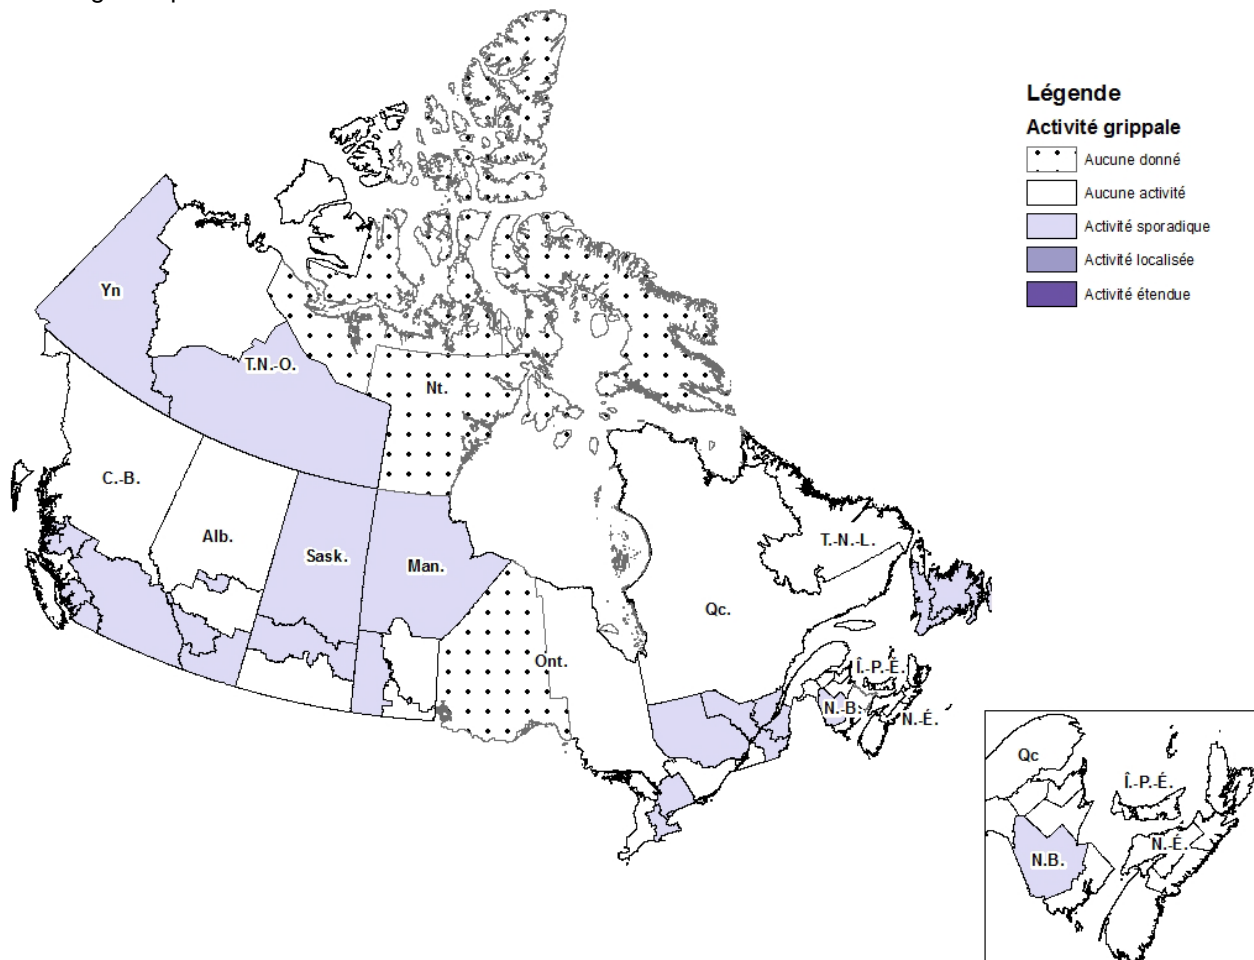 Légende
Activité grippale
Aucune donné
Aucune activité
Activité sporadique
Activité localisée
Activité étendue
Yn
T.N.-O.
Nt.
C.-B.
Alb.
Sask.
Man.
Ont.
Qc.
T.-N.-L.
Î.-P.-É.
N.-B.
N.-É.
Qc
Î.-P.-É.
N.-É.
N.B.